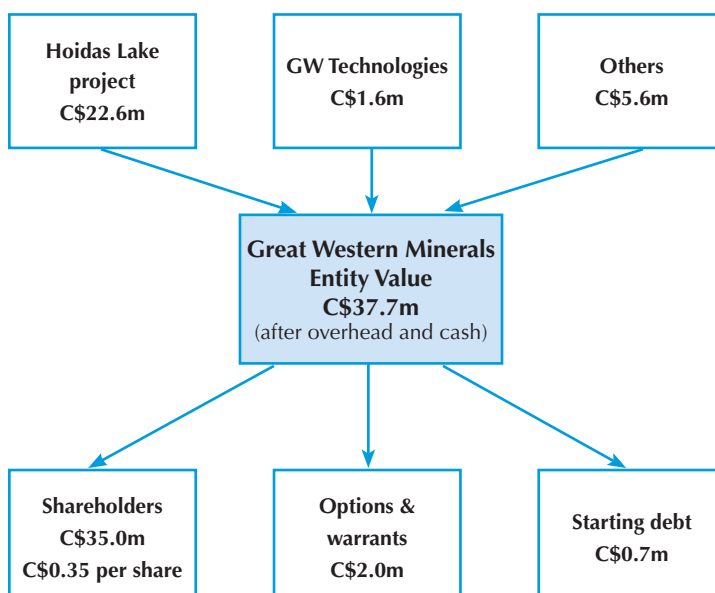 Hoidas Lake
project
C$22.6m
GW Technologies
C$1.6m
Others
C$5.6m
Great Western Minerals
Entity Value
C$37.7m
(after overhead and cash)
Shareholders
C$35.0m
C$0.35 per share
Options &
warrants
C$2.0m
Starting debt
C$0.7m